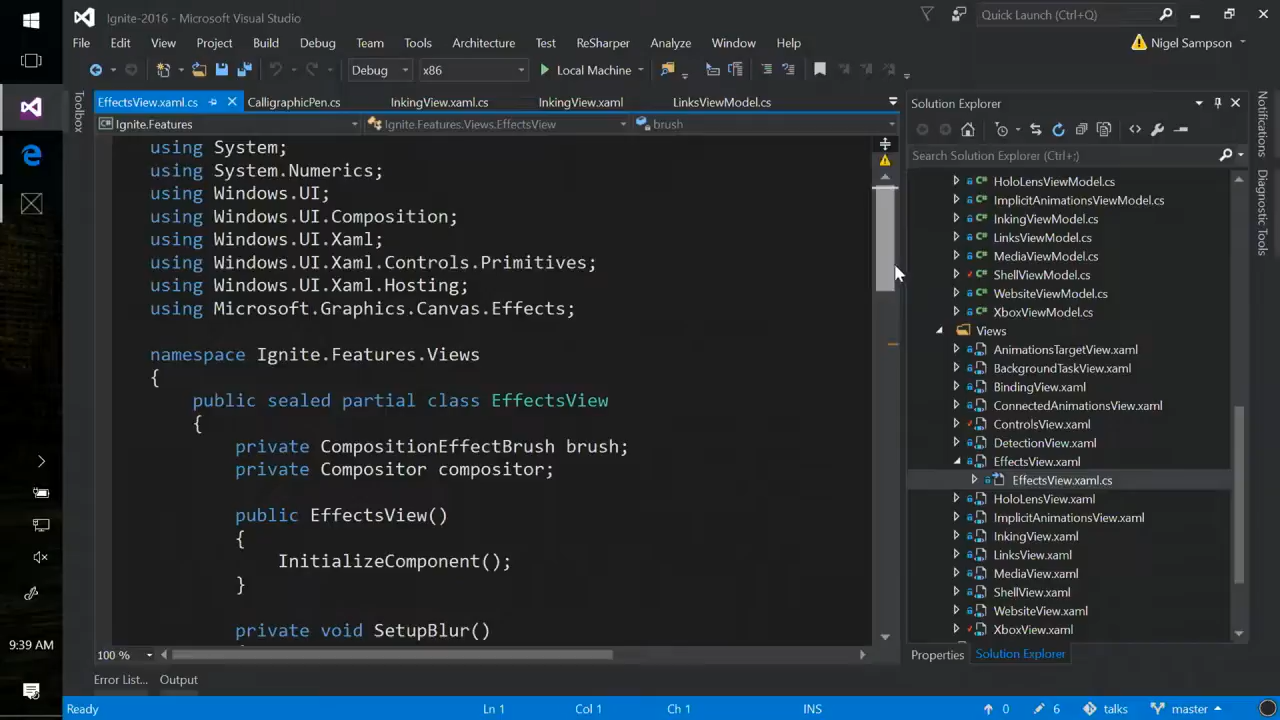 Ignite-2016 - Microsoft Visual Studio
Quick Launch (Ctrl+Q)
File Edit View Project Build Debug Team Tools Architecture Test ReSharper Analyze Window Help
Nigel Sampson
Debug x86 Local Machine
Toolbox
EffectsView.xaml.cs CalligraphicPen.cs InkingView.xaml.cs InkingView.xaml LinksViewModel.cs
Ignite.Features Ignite.Features.Views.EffectsView brush
using System;
using System.Numerics;
using Windows.UI;
using Windows.UI.Composition;
using Windows.UI.Xaml;
using Windows.UI.Xaml.Controls.Primitives;
using Windows.UI.Xaml.Hosting;
using Microsoft.Graphics.Canvas.Effects;
namespace Ignite.Features.Views
{
public sealed partial class EffectsView
{
private CompositionEffectBrush brush;
private Compositor compositor;
public EffectsView()
{
InitializeComponent();
}
private void SetupBlur()
100 %
Error List... Output
Solution Explorer
Search Solution Explorer (Ctrl+;)
HoloLensViewModel.cs
ImplicitAnimationsViewModel.cs
InkingViewModel.cs
LinksViewModel.cs
MediaViewModel.cs
ShellViewModel.cs
WebsiteViewModel.cs
XboxViewModel.cs
Views
AnimationsTargetView.xaml
BackgroundTaskView.xaml
BindingView.xaml
ConnectedAnimationsView.xaml
ControlsView.xaml
DetectionView.xaml
EffectsView.xaml
EffectsView.xaml.cs
HoloLensView.xaml
ImplicitAnimationsView.xaml
InkingView.xaml
LinksView.xaml
MediaView.xaml
ShellView.xaml
WebsiteView.xaml
XboxView.xaml
Properties Solution Explorer
Notifications
Diagnostic Tools
9:39 AM
Ready Ln 1 Col 1 Ch 1 INS 0 6 talks master